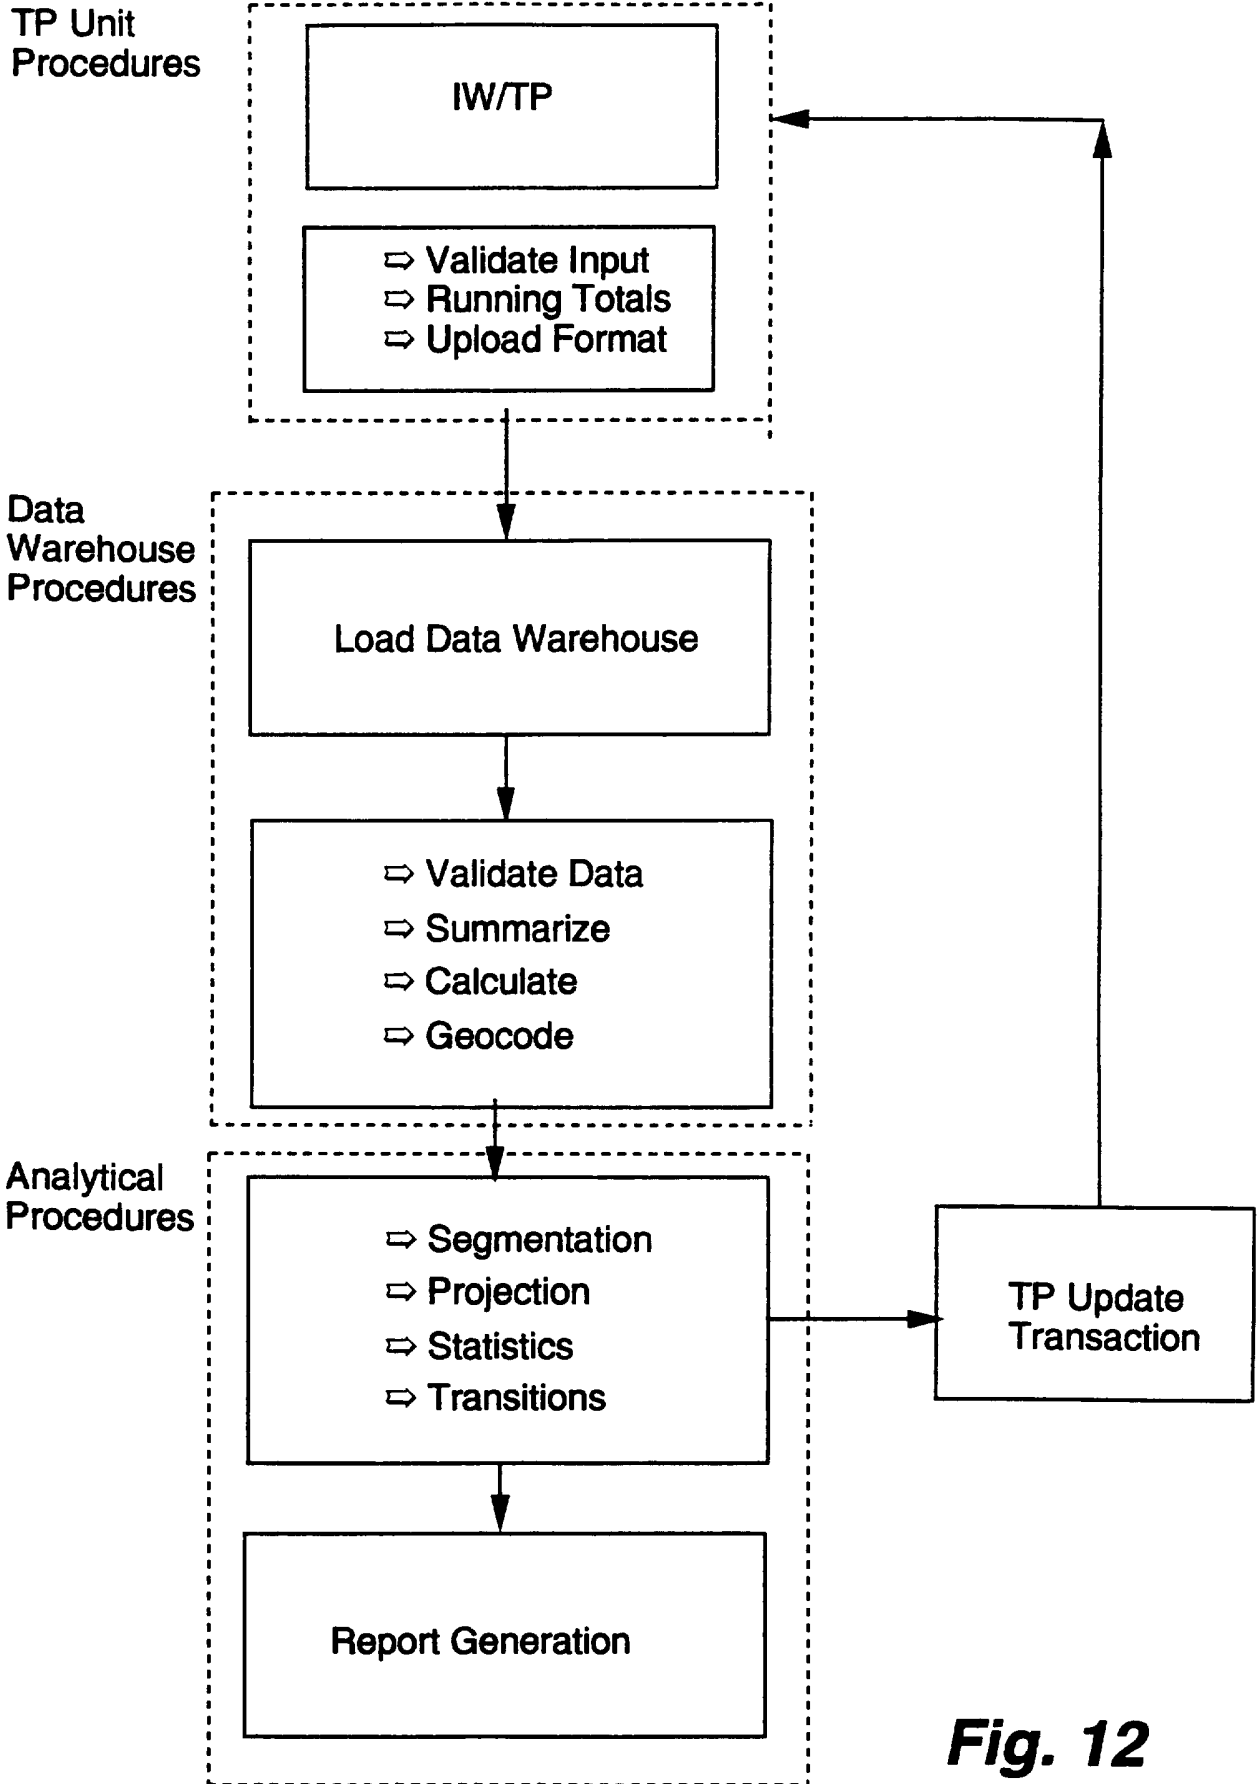 TP Unit
Procedures
IW/TP
⇨ Validate Input
⇨ Running Totals
⇨ Upload Format
Data
Warehouse
Procedures
Load Data Warehouse
⇨ Validate Data
⇨ Summarize
⇨ Calculate
⇨ Geocode
Analytical
Procedures
⇨ Segmentation
⇨ Projection
⇨ Statistics
⇨ Transitions
TP Update
Transaction
Report Generation
Fig. 12